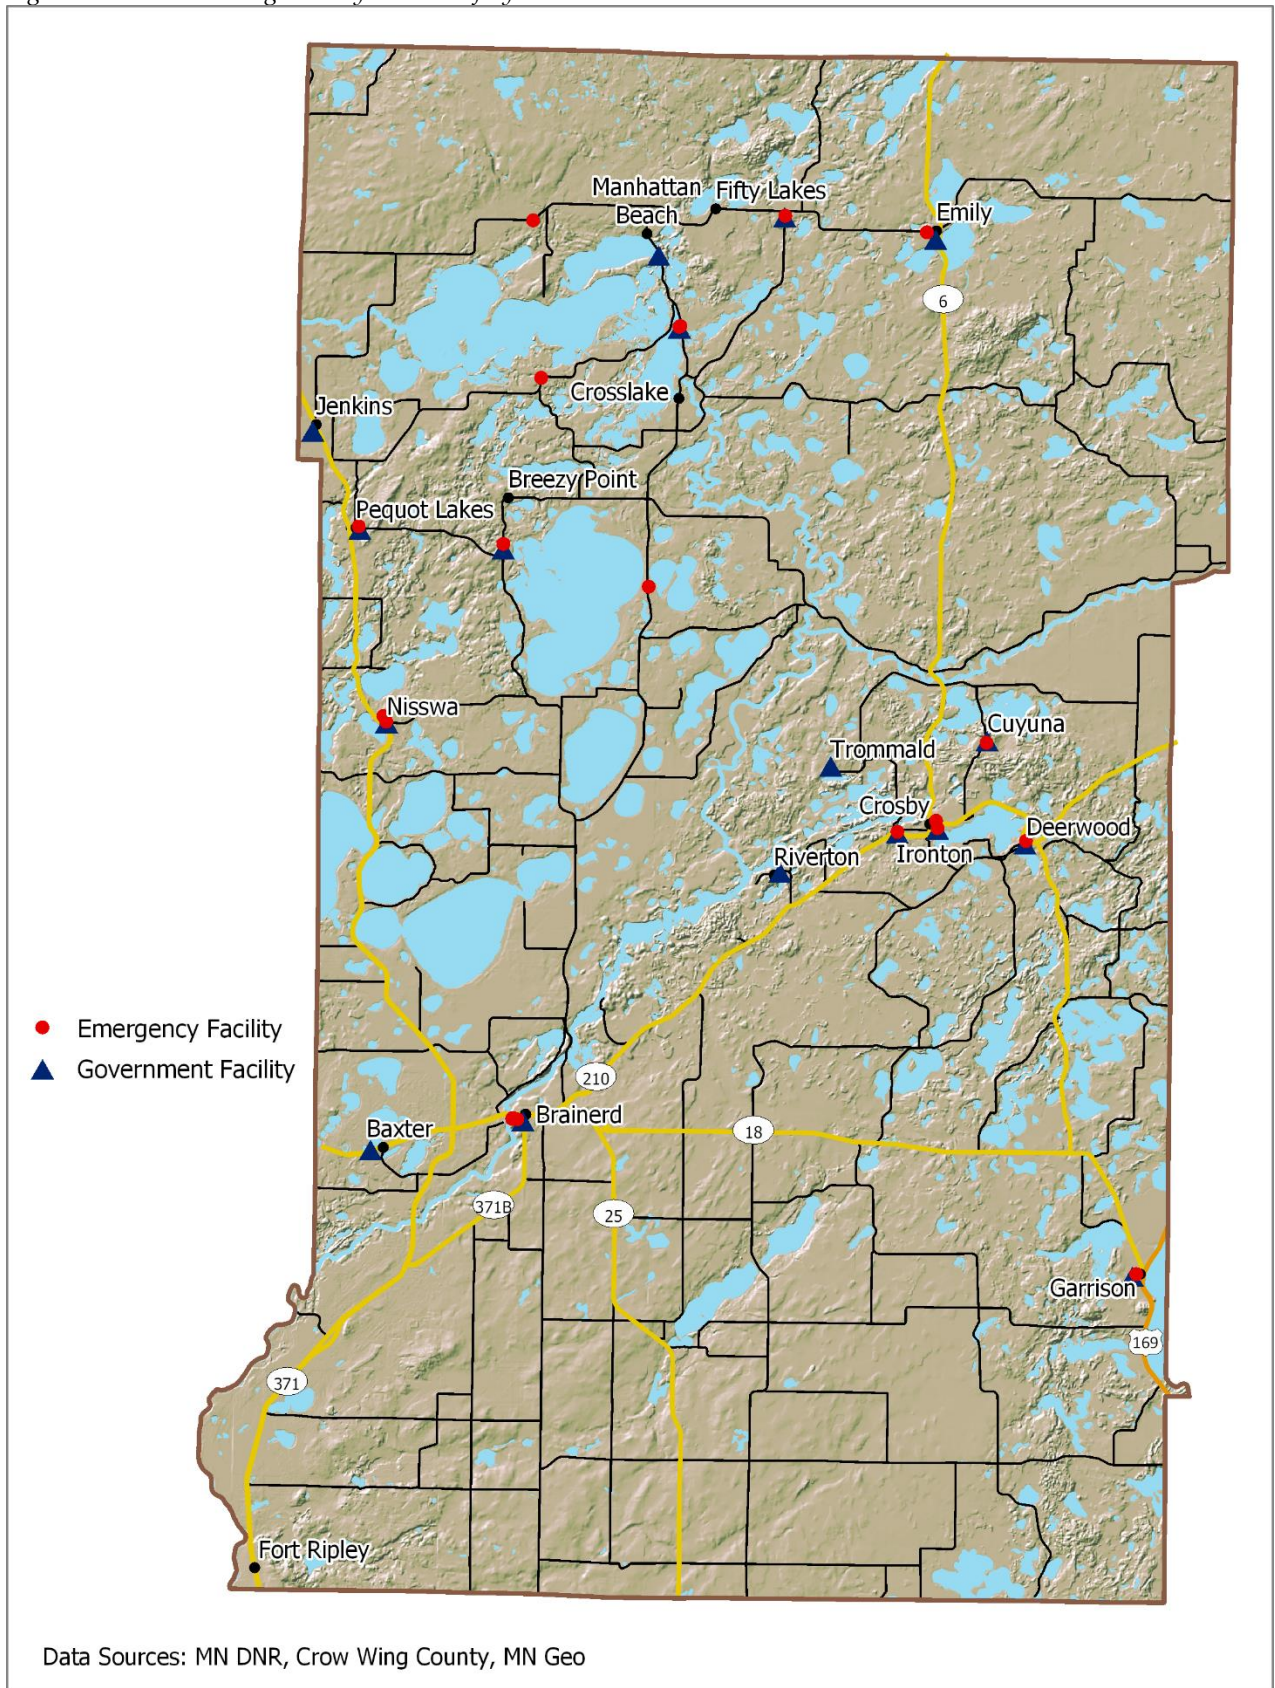 Manhattan Fifty Lakes
Beach
Emily
6
Crosslake
Jenkins
Breezy Point
Pequot Lakes
Nisswa
Cuyuna
Trommald
Crosby
Deerwood
Ironton
Riverton
Emergency Facility
Government Facility
210
Brainerd
Baxter
18
371B
25
Garrison
169
371
Fort Ripley
Data Sources: MN DNR, Crow Wing County, MN Geo